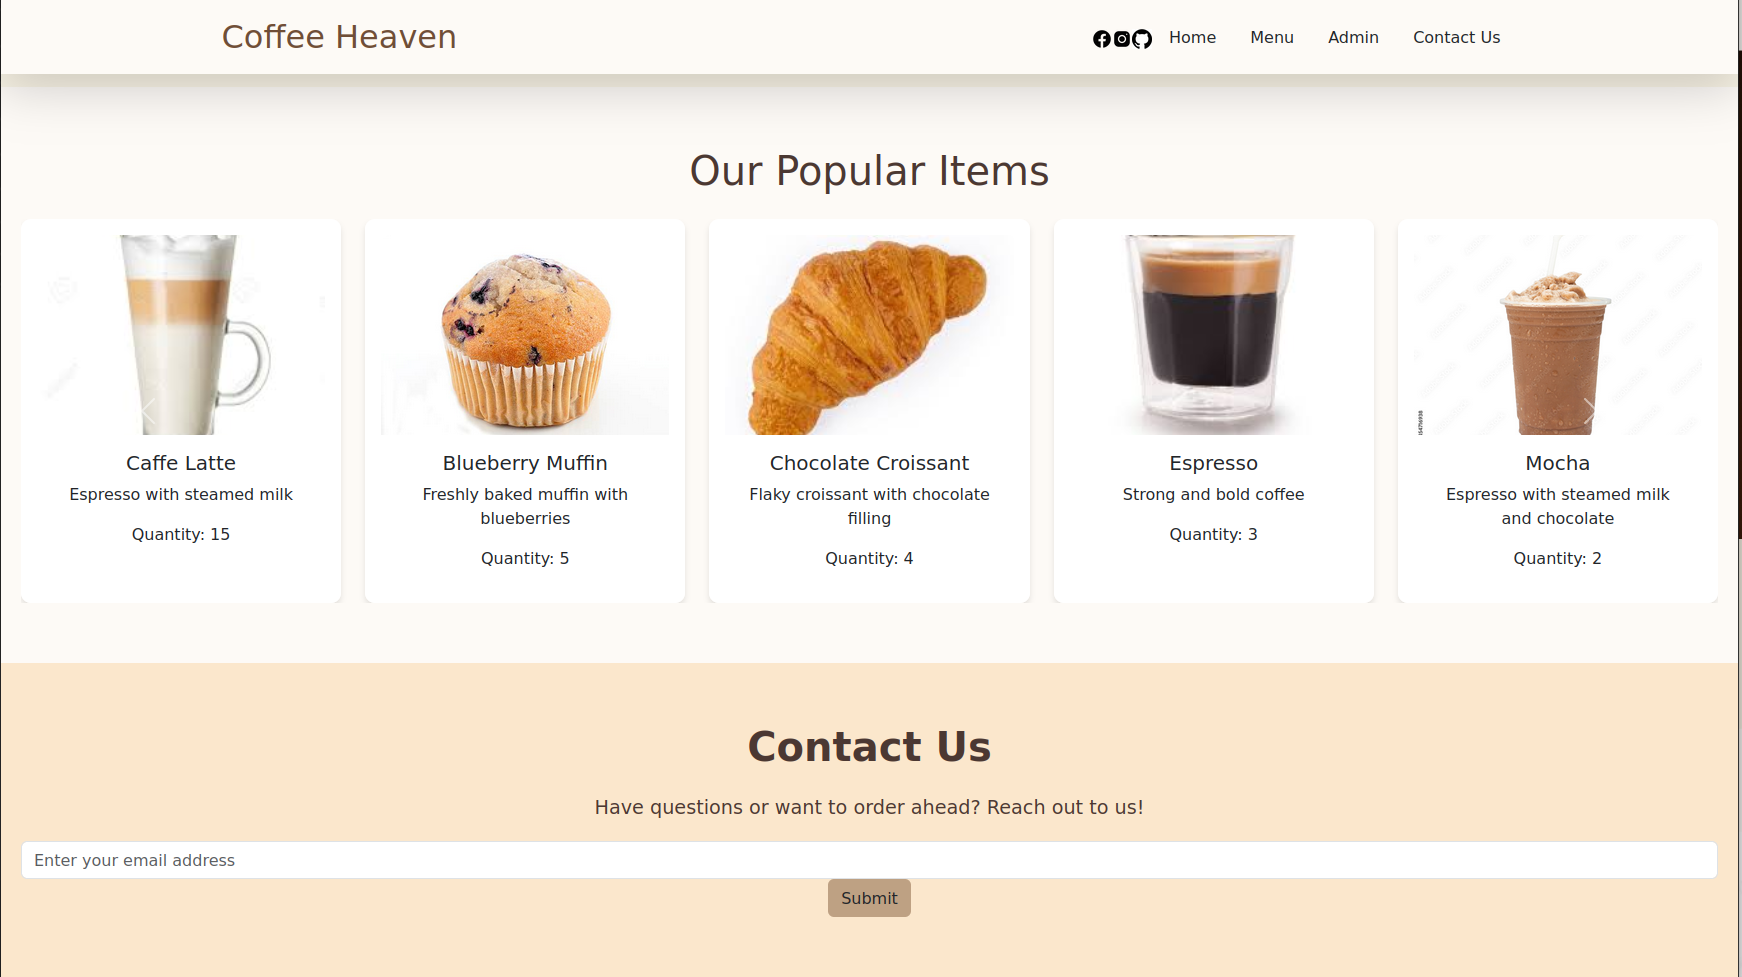 Coffee Heaven
Home Menu Admin Contact Us
Our Popular Items
Caffe Latte
Espresso with steamed milk
Quantity: 15
Blueberry Muffin
Freshly baked muffin with
blueberries
Quantity: 5
Chocolate Croissant
Flaky croissant with chocolate
filling
Quantity: 4
Espresso
Strong and bold coffee
Quantity: 3
Mocha
Espresso with steamed milk
and chocolate
Quantity: 2
Contact Us
Have questions or want to order ahead? Reach out to us!
Enter your email address
Submit